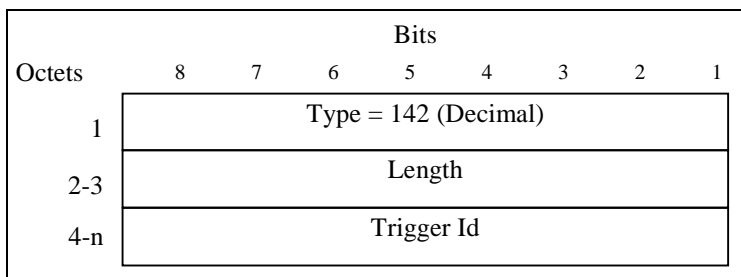 Bits
Octets 8 7 6 5 4 3 2 1
1 Type = 142 (Decimal)
2-3 Length
4-n Trigger Id